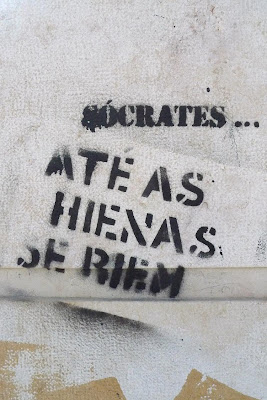 SÓCRATES...
ATÉ AS
HIENAS
SE RIEM